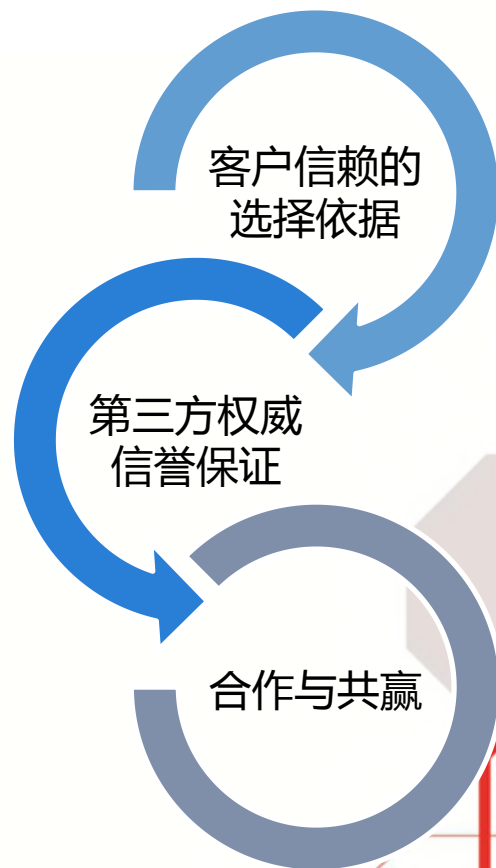 客户信赖的
选择依据
第三方权威
信誉保证
合作与共赢